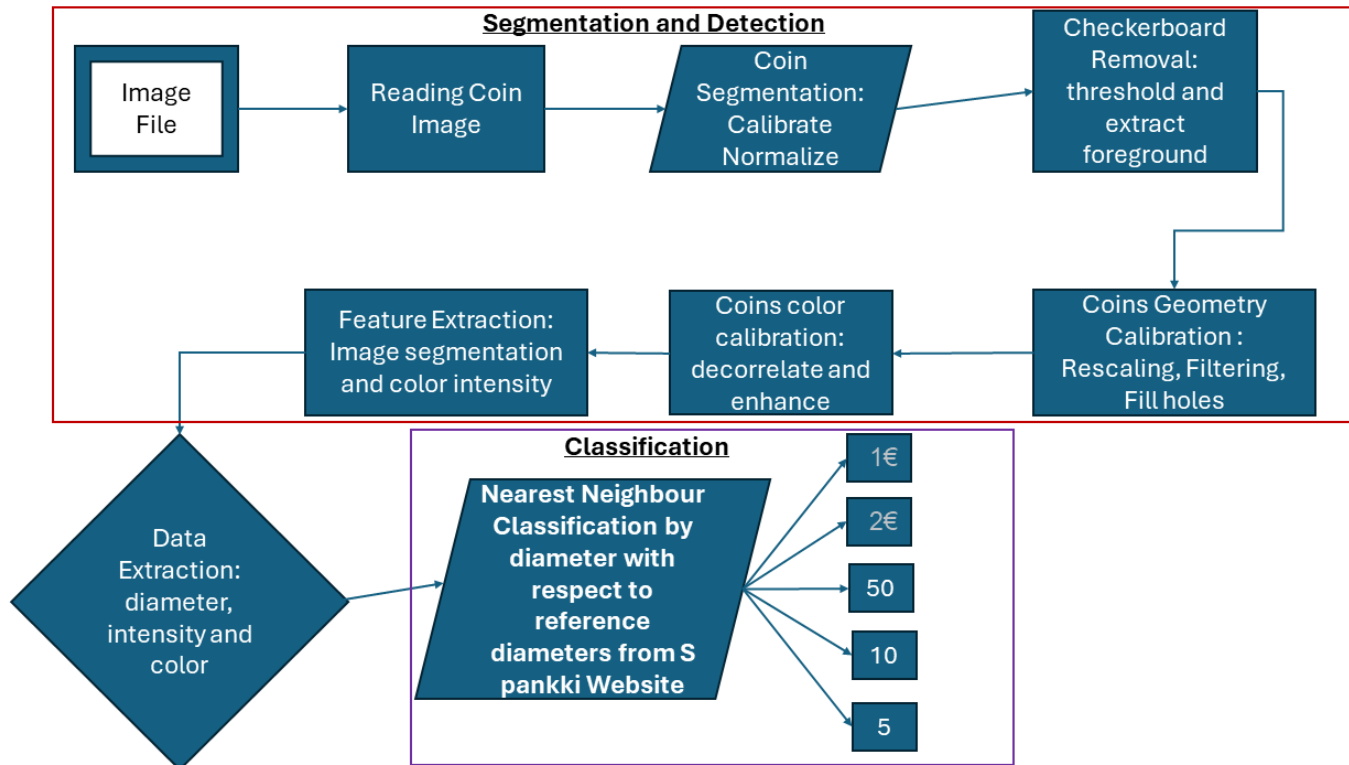 Segmentation and Detection
Image
File
Reading Coin
Image
Coin
Segmentation:
Calibrate
Normalize
Checkerboard
Removal:
threshold and
extract
foreground
Coins Geometry
Calibration :
Rescaling, Filtering,
Fill holes
Coins color
calibration:
decorrelate and
enhance
Feature Extraction:
Image segmentation
and color intensity
Data
Extraction:
diameter,
intensity and
color
Classification
Nearest Neighbour
Classification by
diameter with
respect to
reference
diameters from S
pankki Website
1€
2€
50
10
5